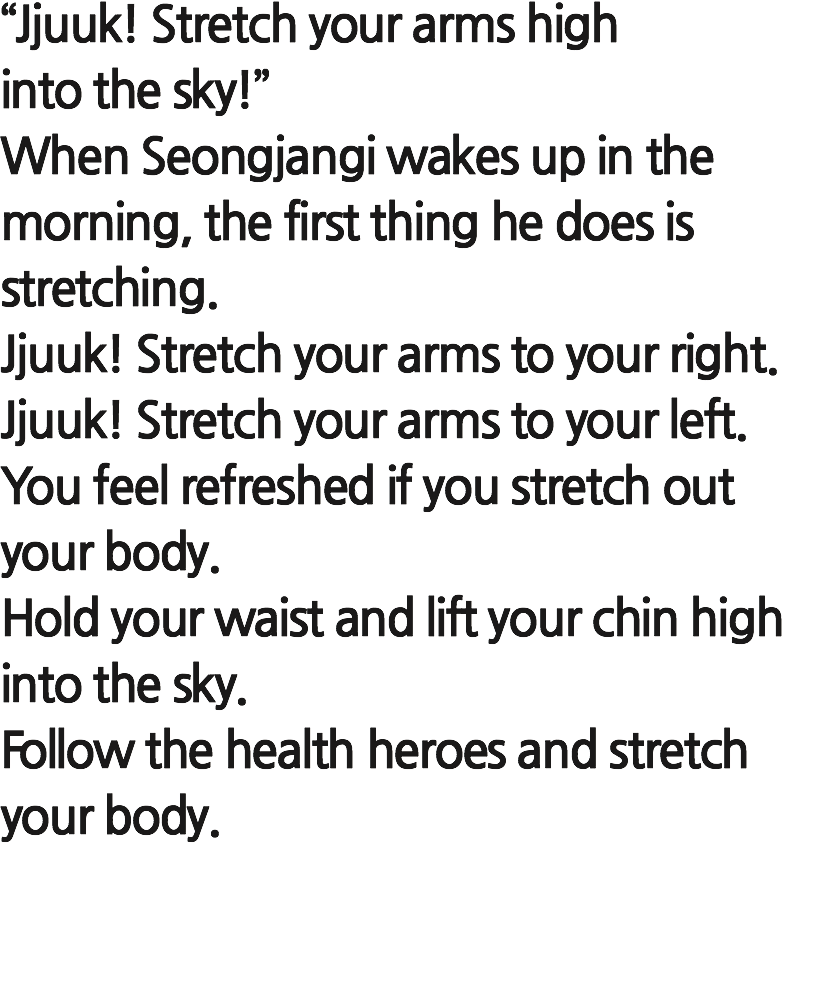 “Jjuuk! Stretch your arms high
into the sky!”
When Seongjangi wakes up in the
morning, the first thing he does is
stretching.
Jjuuk! Stretch your arms to your right.
Jjuuk! Stretch your arms to your left.
You feel refreshed if you stretch out
your body.
Hold your waist and lift your chin high
into the sky.
Follow the health heroes and stretch
your body.